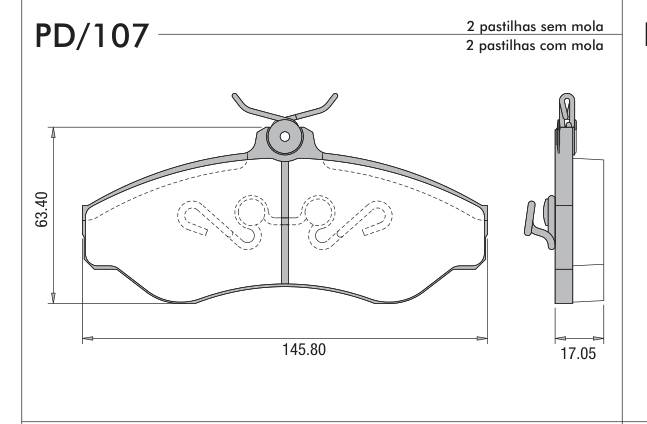 PD/107
2 pastilhas sem mola
2 pastilhas com mola
63.40
145.80
17.05